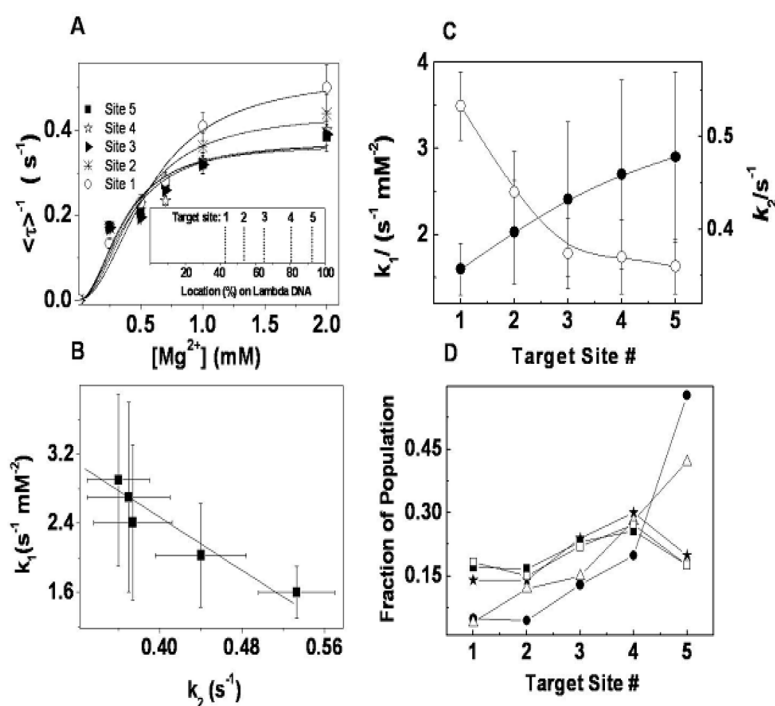 A
<τ>⁻¹ ( s⁻¹)
0.4
0.2
0.0
Site 5
Site 4
Site 3
Site 2
Site 1
Target site: 1 2 3 4 5
20 40 60 80 100
Location (%) on Lambda DNA
0.5 1.0 1.5 2.0
[Mg²⁺] (mM)
C
k₁/ (s⁻¹ mM⁻²)
4
3
2
0.5
0.4
k₂/s⁻¹
1 2 3 4 5
Target Site #
B
k₁(s⁻¹ mM⁻²)
3.2
2.4
1.6
0.40 0.48 0.56
k₂ (s⁻¹)
D
Fraction of Population
0.45
0.30
0.15
1 2 3 4 5
Target Site #